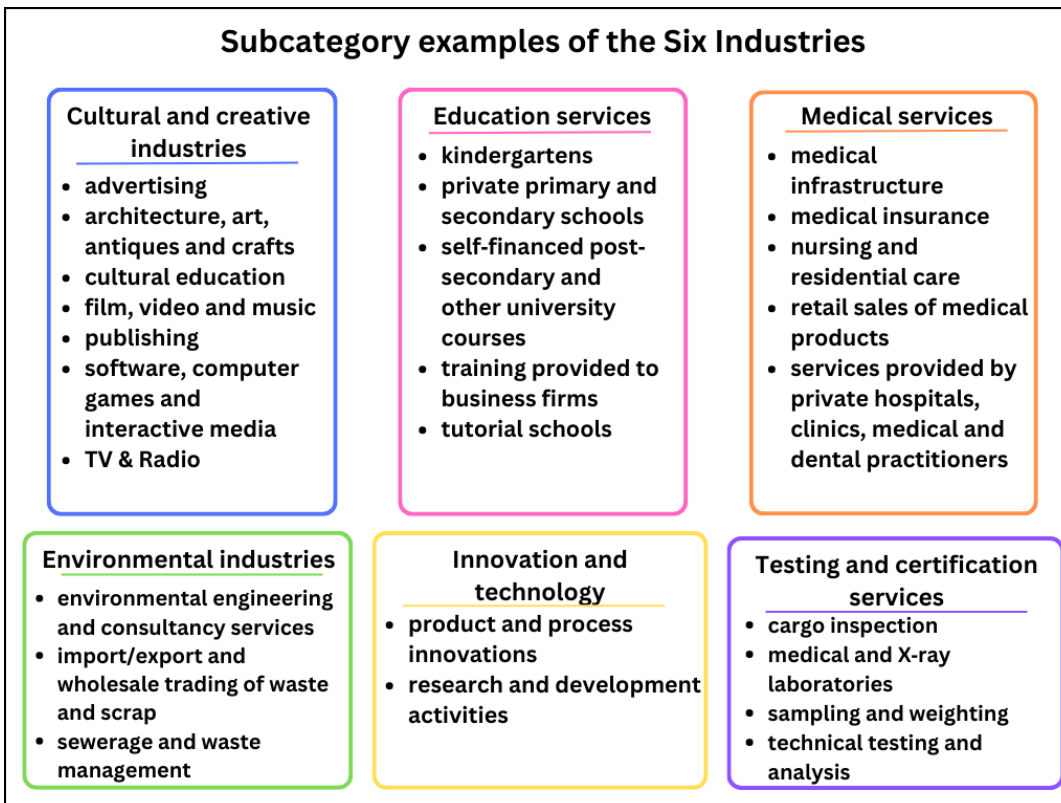 Subcategory examples of the Six Industries
Cultural and creative
industries
• advertising
• architecture, art,
antiques and crafts
• cultural education
• film, video and music
• publishing
• software, computer
games and
interactive media
• TV & Radio
Education services
• kindergartens
• private primary and
secondary schools
• self-financed post-
secondary and
other university
courses
• training provided to
business firms
• tutorial schools
Medical services
• medical
infrastructure
• medical insurance
• nursing and
residential care
• retail sales of medical
products
• services provided by
private hospitals,
clinics, medical and
dental practitioners
Environmental industries
• environmental engineering
and consultancy services
• import/export and
wholesale trading of waste
and scrap
• sewerage and waste
management
Innovation and
technology
• product and process
innovations
• research and development
activities
Testing and certification
services
• cargo inspection
• medical and X-ray
laboratories
• sampling and weighting
• technical testing and
analysis